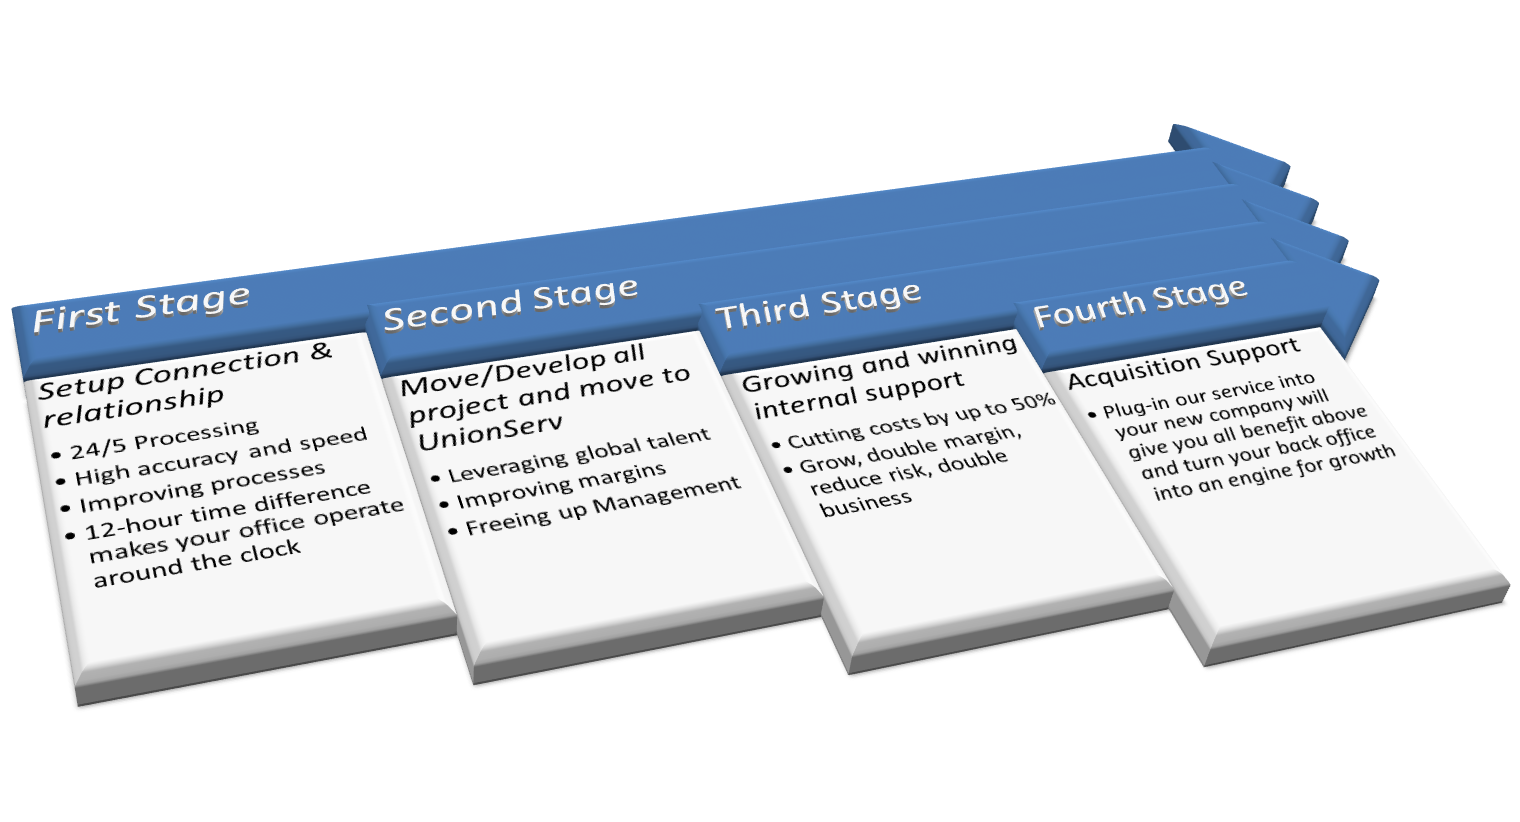 First Stage
Setup Connection &
relationship
• 24/5 Processing
• High accuracy and speed
• Improving processes
• 12-hour time difference
makes your office operate
around the clock
Second Stage
Move/Develop all
project and move to
UnionServ
• Leveraging global talent
• Improving margins
• Freeing up Management
Third Stage
Growing and winning
internal support
• Cutting costs by up to 50%
• Grow, double margin,
reduce risk, double
business
Fourth Stage
Acquisition Support
• Plug-in our service into
your new company will
give you all benefit above
and turn your back office
into an engine for growth